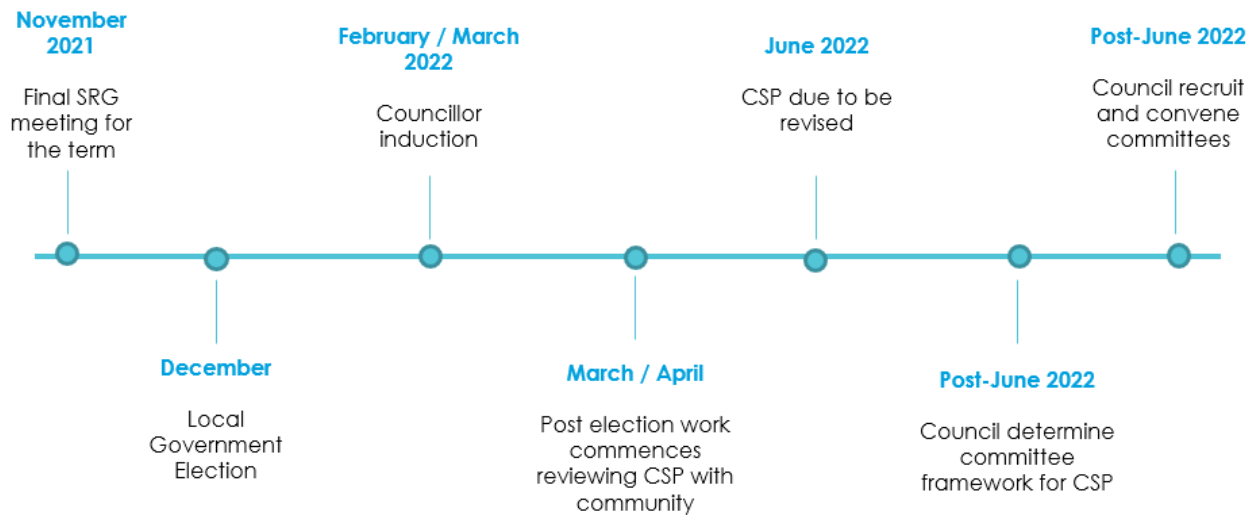 November
2021
Final SRG
meeting for
the term
December
Local
Government
Election
February / March
2022
Councillor
induction
March / April
Post election work
commences
reviewing CSP with
community
June 2022
CSP due to be
revised
Post-June 2022
Council determine
committee
framework for CSP
Post-June 2022
Council recruit
and convene
committees